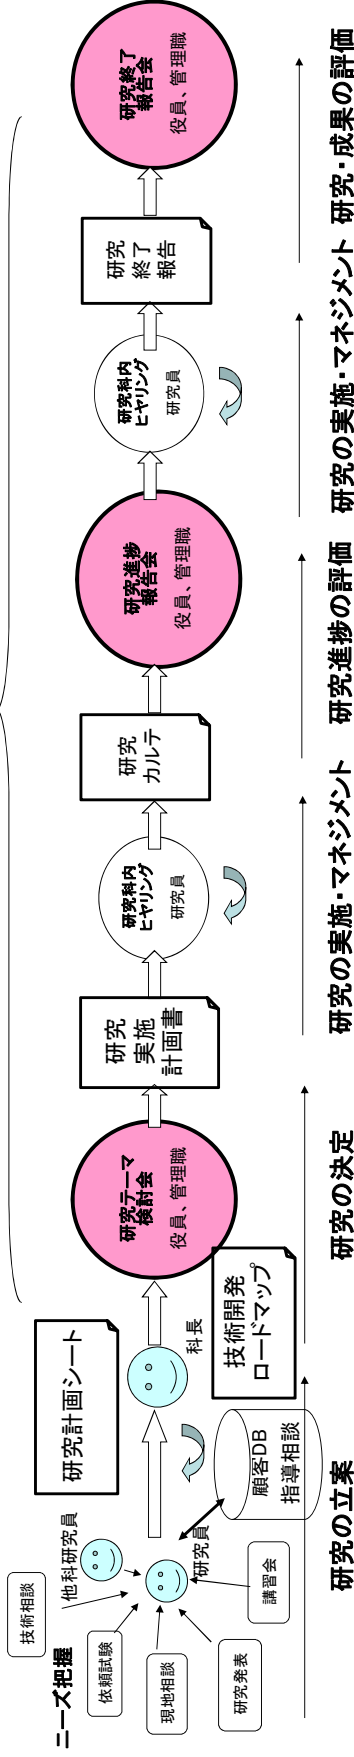 ニーズ把握
技術相談
他科研究員
依頼試験
現地相談
研究発表
講習会
研究員
顧客DB
指導相談
研究計画シート
科長
技術開発
ロードマップ
研究テーマ
検討会
役員、管理職
研究
実施
計画書
研究科内
ヒヤリング
研究員
研究
カルテ
研究進捗
報告会
役員、管理職
研究科内
ヒヤリング
研究員
研究
終了
報告
研究終了
報告会
役員、管理職
研究の立案
研究の決定
研究の実施・マネジメント
研究進捗の評価
研究の実施・マネジメント
研究・成果の評価